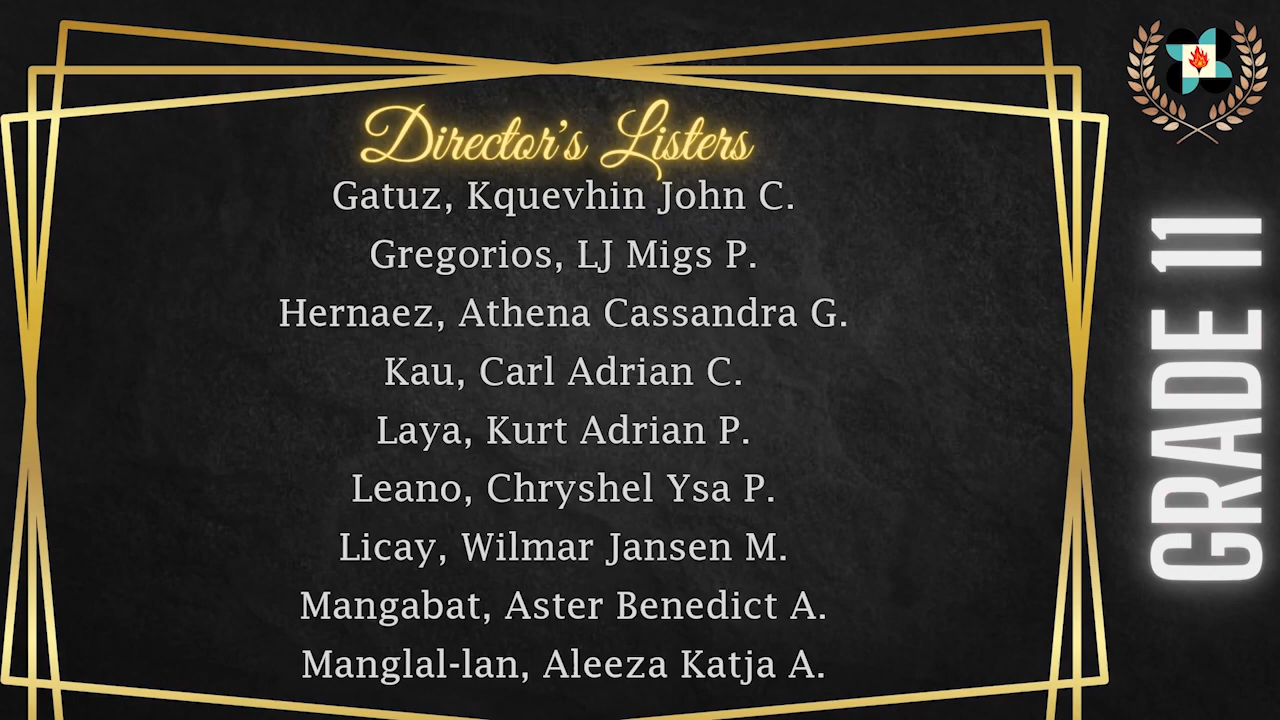 Director's Listers
Gatuz, Kquevhin John C.
Gregorios, LJ Migs P.
Hernaez, Athena Cassandra G.
Kau, Carl Adrian C.
Laya, Kurt Adrian P.
Leano, Chryshel Ysa P.
Licay, Wilmar Jansen M.
Mangabat, Aster Benedict A.
Manglal-lan, Aleeza Katja A.
GRADE 11